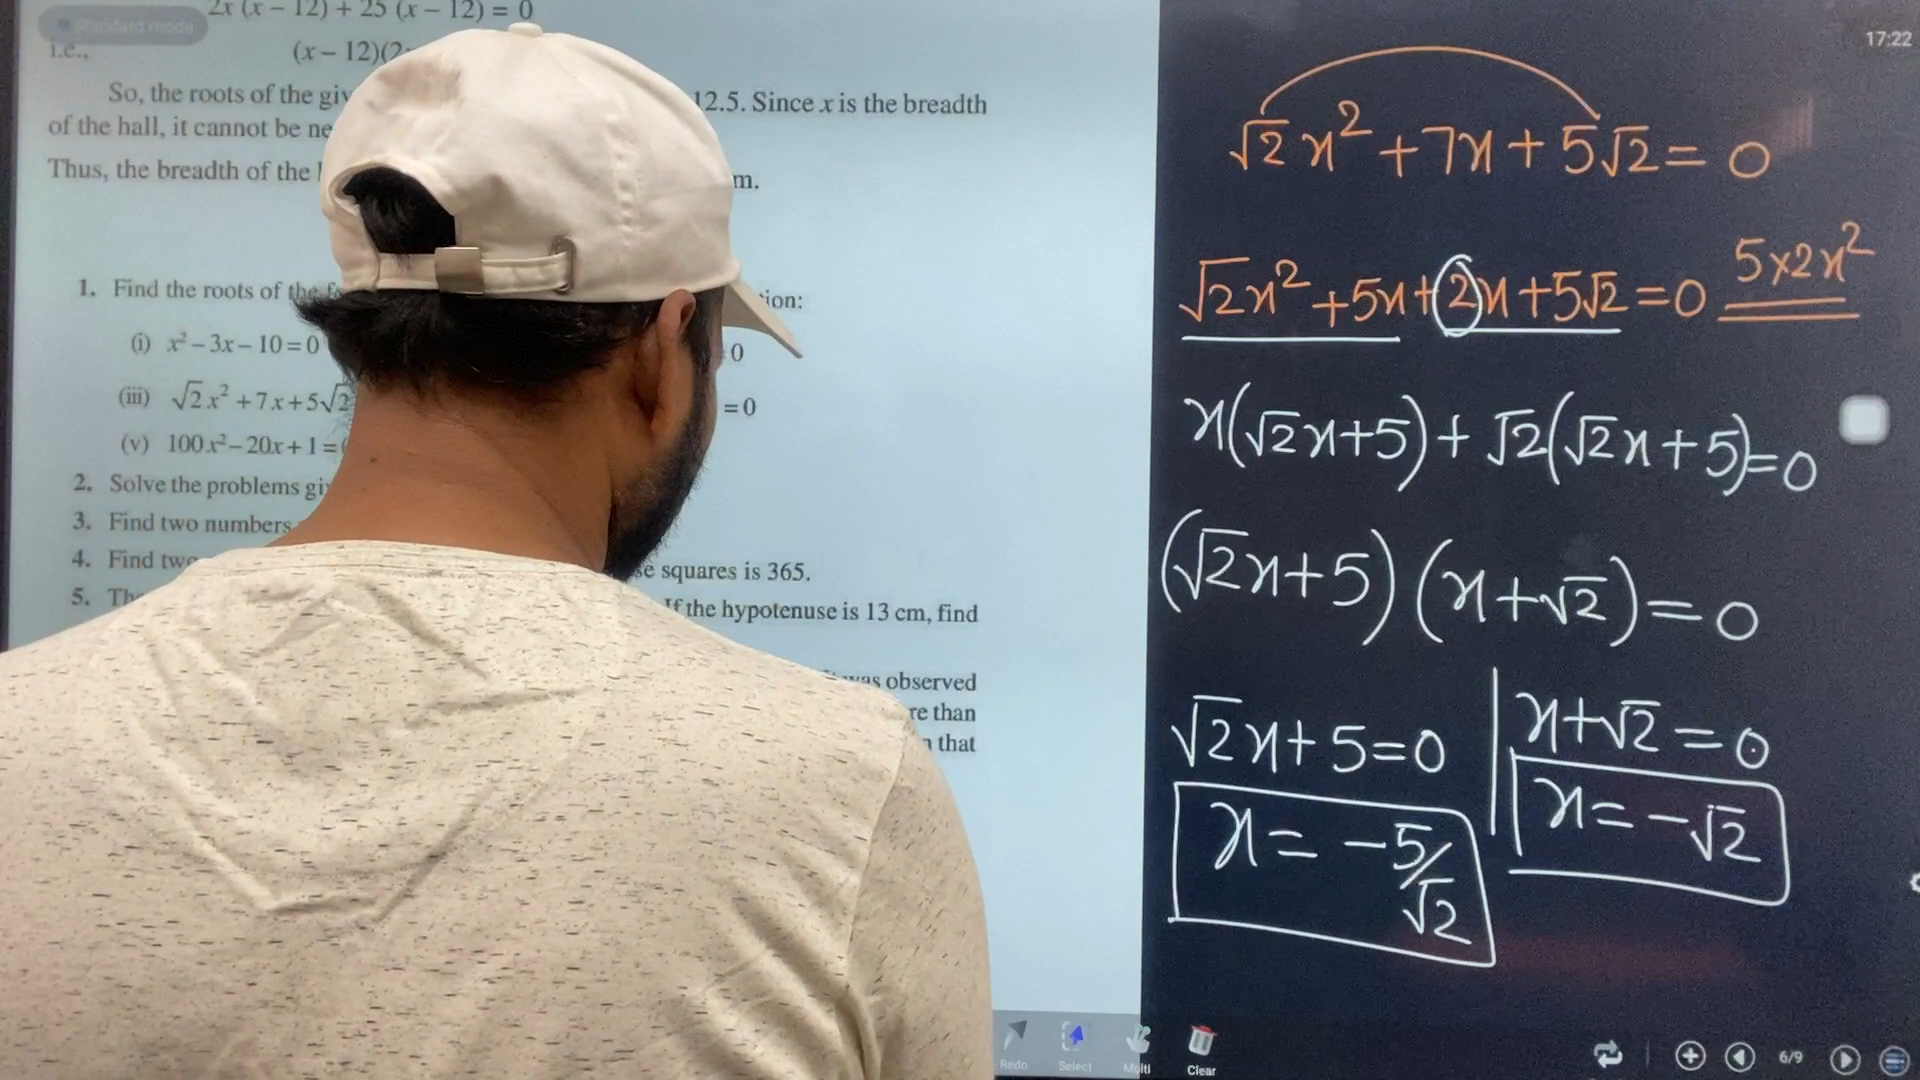 Standard mode
2x (x – 12) + 25 (x – 12) = 0
i.e., (x – 12)(2
So, the roots of the giv 12.5. Since x is the breadth
of the hall, it cannot be ne
Thus, the breadth of the m.
1. Find the roots of the ion:
(i) x² – 3x – 10 = 0 0
(iii) √2x² + 7x + 5√2 = 0
(v) 100x² – 20x + 1 =
2. Solve the problems gi
3. Find two numbers
4. Find two squares is 365.
5. Th If the hypotenuse is 13 cm, find
was observed
re than
that
17:22
√2x² + 7x + 5√2 = 0
√2x² + 5x + 2x + 5√2 = 0 5×2x²
x(√2x+5) + √2(√2x+5) = 0
(√2x+5) (x+√2) = 0
√2x+5=0 | x+√2=0
x = -5/√2 x = -√2
Redo Select Multi Clear
6/9